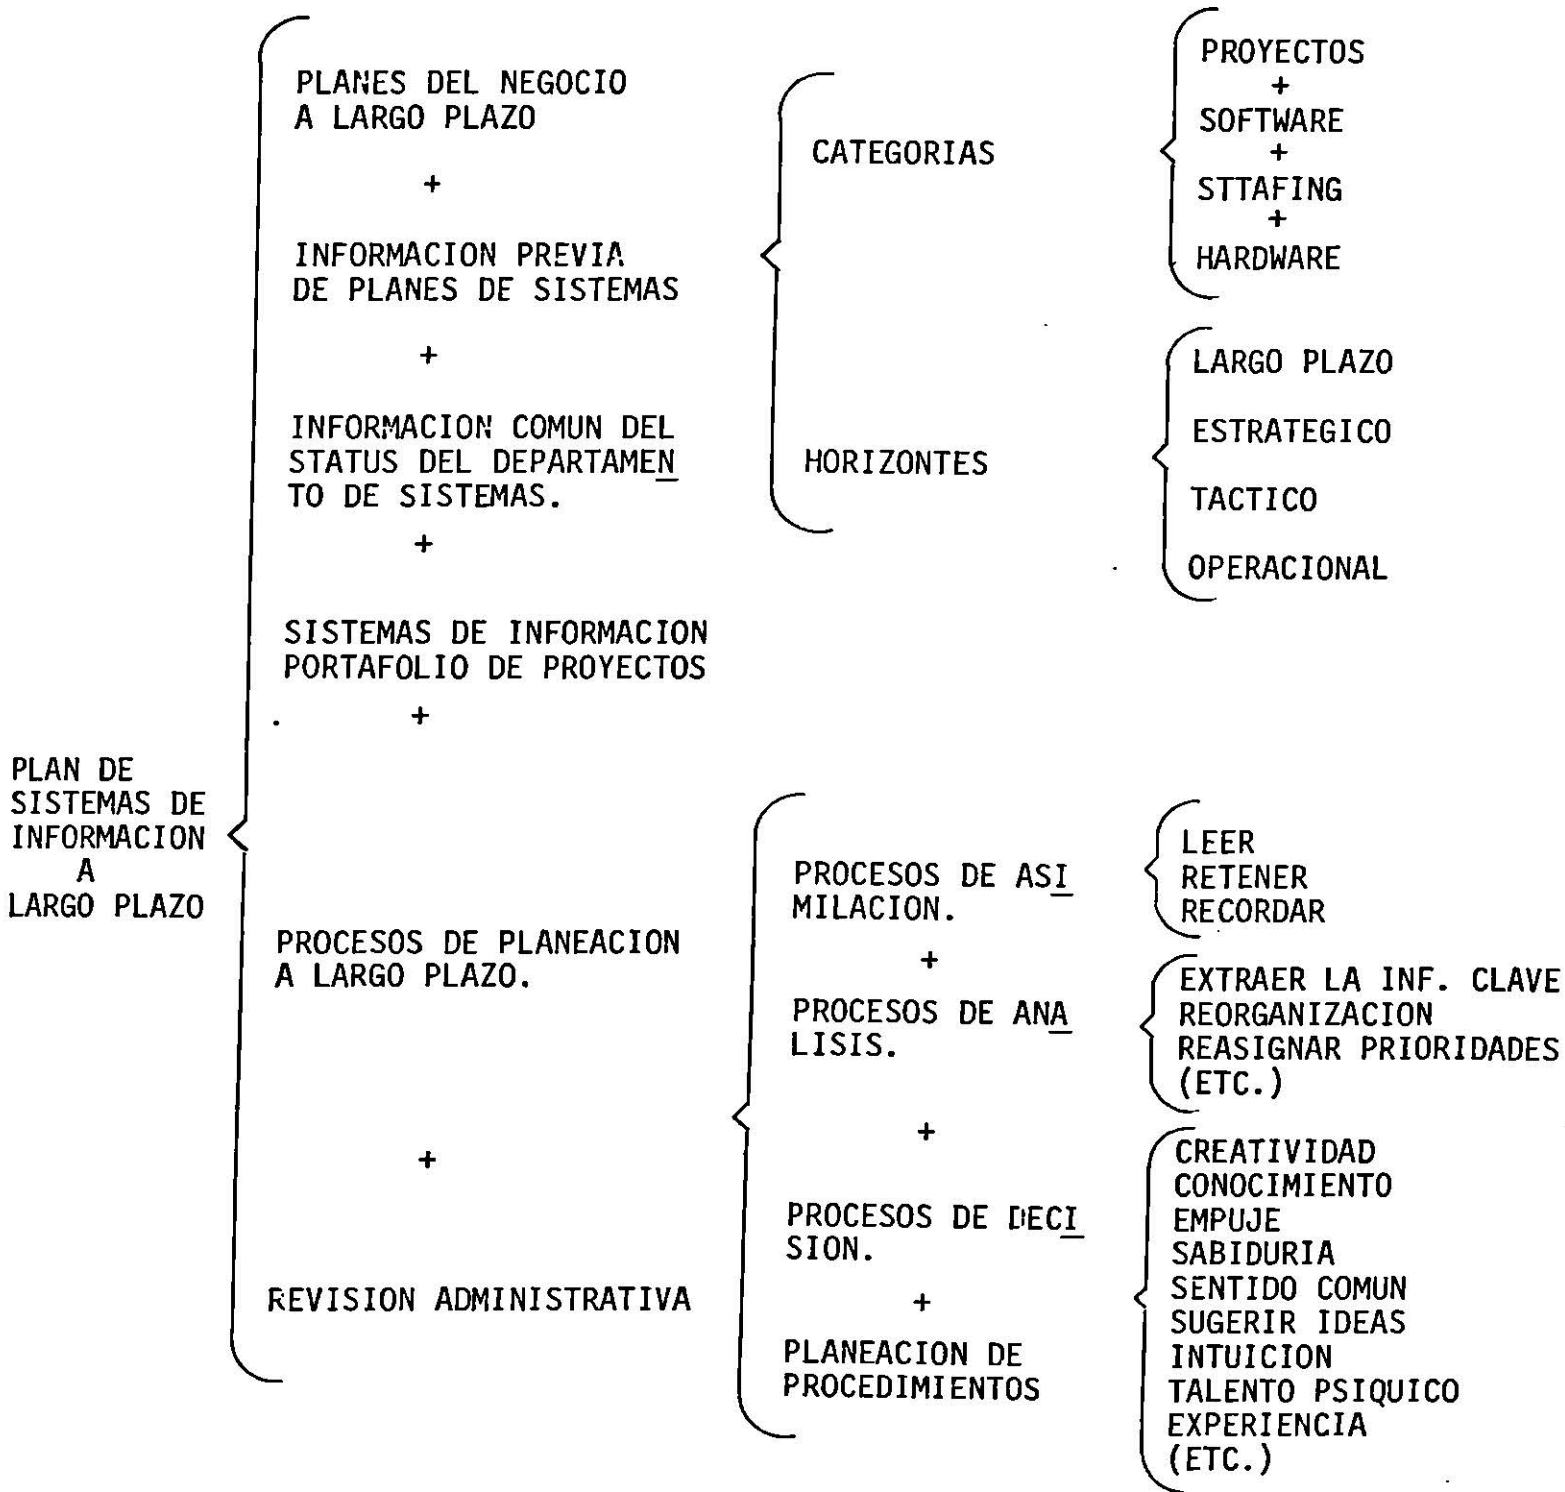 PLAN DE
SISTEMAS DE
INFORMACION
A
LARGO PLAZO
PLANES DEL NEGOCIO
A LARGO PLAZO
+
INFORMACION PREVIA
DE PLANES DE SISTEMAS
+
INFORMACION COMUN DEL
STATUS DEL DEPARTAMEN
TO DE SISTEMAS.
+
SISTEMAS DE INFORMACION
PORTAFOLIO DE PROYECTOS
+
PROCESOS DE PLANEACION
A LARGO PLAZO.
+
REVISION ADMINISTRATIVA
CATEGORIAS
HORIZONTES
PROYECTOS
+
SOFTWARE
+
STTAFING
+
HARDWARE
LARGO PLAZO
ESTRATEGICO
TACTICO
OPERACIONAL
PROCESOS DE ASI
MILACION.
+
PROCESOS DE ANA
LISIS.
+
PROCESOS DE DECI
SION.
+
PLANEACION DE
PROCEDIMIENTOS
LEER
RETENER
RECORDAR
EXTRAER LA INF. CLAVE
REORGANIZACION
REASIGNAR PRIORIDADES
(ETC.)
CREATIVIDAD
CONOCIMIENTO
EMPUJE
SABIDURIA
SENTIDO COMUN
SUGERIR IDEAS
INTUICION
TALENTO PSIQUICO
EXPERIENCIA
(ETC.)